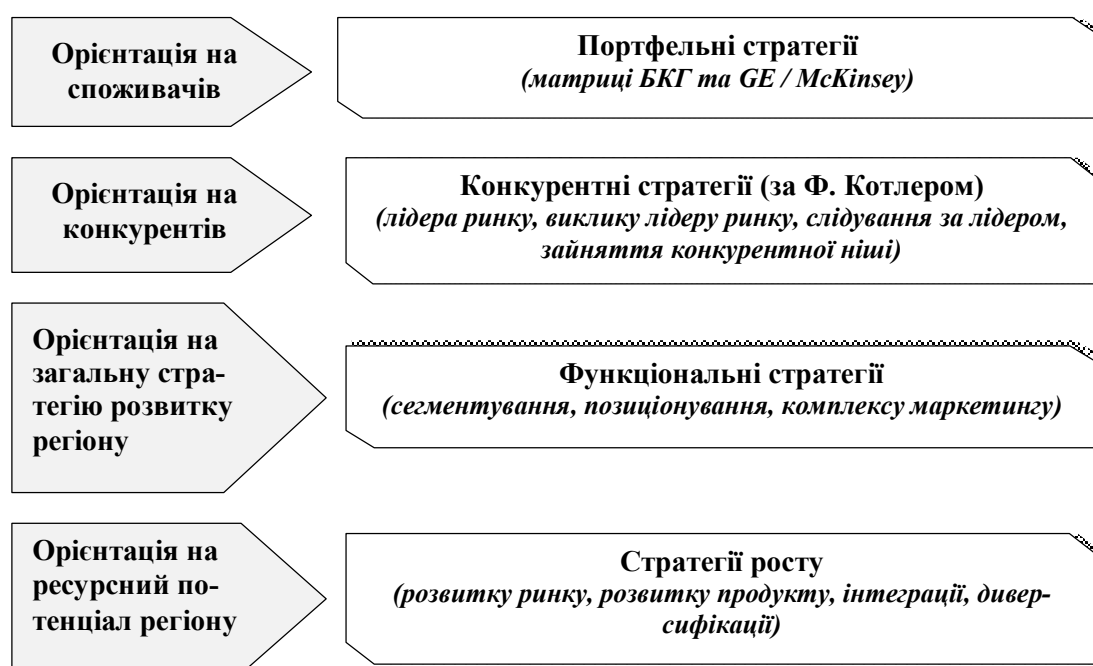 Орієнтація на
споживачів
Портфельні стратегії
(матриці БКГ та GE / McKinsey)
Орієнтація на
конкурентів
Конкурентні стратегії (за Ф. Котлером)
(лідера ринку, виклику лідеру ринку, слідування за лідером,
зайняття конкурентної ніші)
Орієнтація на
загальну стра-
тегію розвитку
регіону
Функціональні стратегії
(сегментування, позиціонування, комплексу маркетингу)
Орієнтація на
ресурсний по-
тенціал регіону
Стратегії росту
(розвитку ринку, розвитку продукту, інтеграції, дивер-
сифікації)